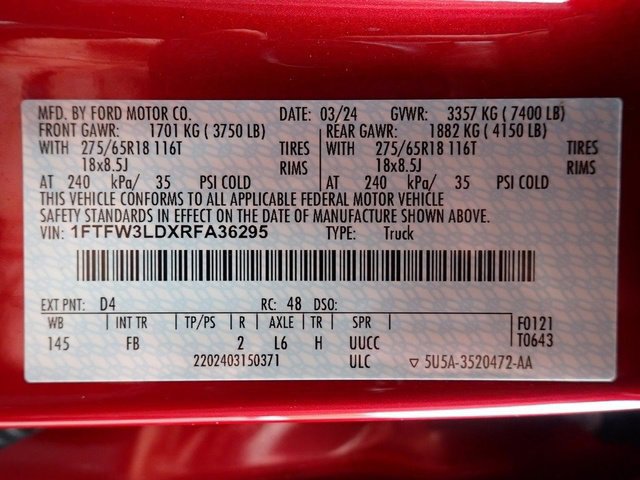 MFD. BY FORD MOTOR CO. DATE: 03/24 GVWR: 3357 KG ( 7400 LB)
FRONT GAWR: 1701 KG ( 3750 LB) REAR GAWR: 1882 KG ( 4150 LB)
WITH 275/65R18 116T TIRES WITH 275/65R18 116T TIRES
18x8.5J RIMS 18x8.5J RIMS
AT 240 kPa/ 35 PSI COLD AT 240 kPa/ 35 PSI COLD
THIS VEHICLE CONFORMS TO ALL APPLICABLE FEDERAL MOTOR VEHICLE
SAFETY STANDARDS IN EFFECT ON THE DATE OF MANUFACTURE SHOWN ABOVE.
VIN: 1FTFW3LDXRFA36295 TYPE: Truck
EXT PNT: D4 RC: 48 DSO:
WB INT TR TP/PS R AXLE TR SPR F0121
145 FB 2 L6 H UUCC T0643
2202403150371 ULC ▽ 5U5A-3520472-AA